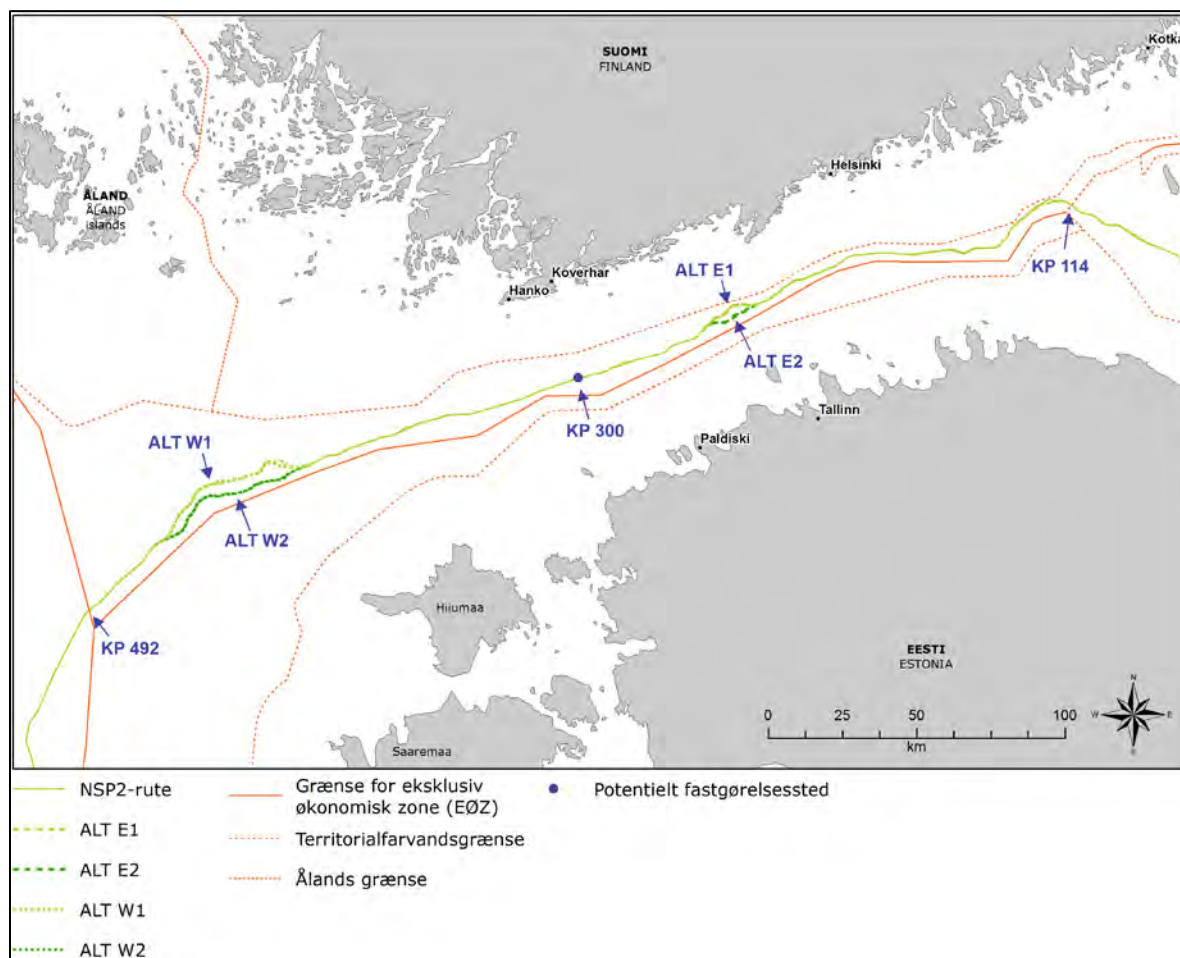 SUOMI
FINLAND
Kotka
Helsinki
ÅLAND
ÅLAND
islands
Koverhar
Hanko
ALT E1
KP 114
ALT E2
KP 300
Tallinn
Paldiski
ALT W1
ALT W2
Hiiumaa
KP 492
EESTI
ESTONIA
Saaremaa
N
W
E
S
0 25 50 100
km
NSP2-rute
ALT E1
ALT E2
ALT W1
ALT W2
Grænse for eksklusiv
økonomisk zone (EØZ)
Territorialfarvandsgrænse
Ålands grænse
Potentielt fastgørelsessted